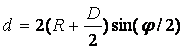 d = 2(R + D/2)sin(φ/2)